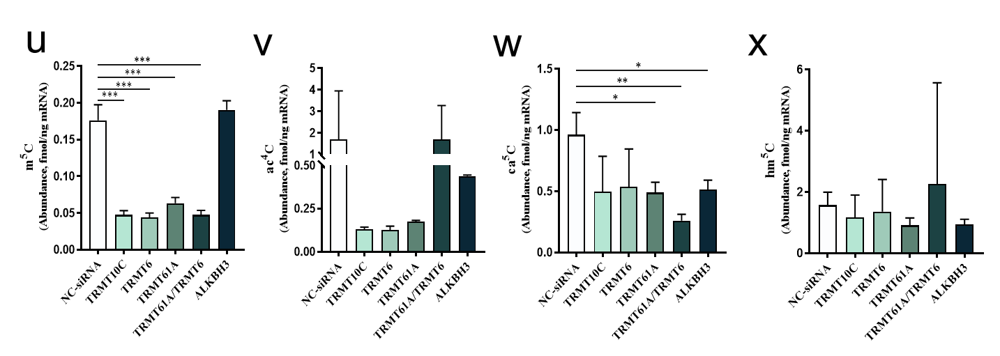 u
m⁵C
(Abundance, fmol/ng mRNA)
0.25
0.20
0.15
0.10
0.05
0.00
***
***
***
***
NC-siRNA
TRMT10C
TRMT6
TRMT61A
TRMT61A/TRMT6
ALKBH3
v
ac⁴C
(Abundance, fmol/ng mRNA)
5
4
3
2
1
0.50
0.25
0.00
NC-siRNA
TRMT10C
TRMT6
TRMT61A
TRMT61A/TRMT6
ALKBH3
w
ca⁵C
(Abundance, fmol/ng mRNA)
1.5
1.0
0.5
0.0
*
**
*
NC-siRNA
TRMT10C
TRMT6
TRMT61A
TRMT61A/TRMT6
ALKBH3
x
hm⁵C
(Abundance, fmol/ng mRNA)
6
4
2
0
NC-siRNA
TRMT10C
TRMT6
TRMT61A
TRMT61A/TRMT6
ALKBH3